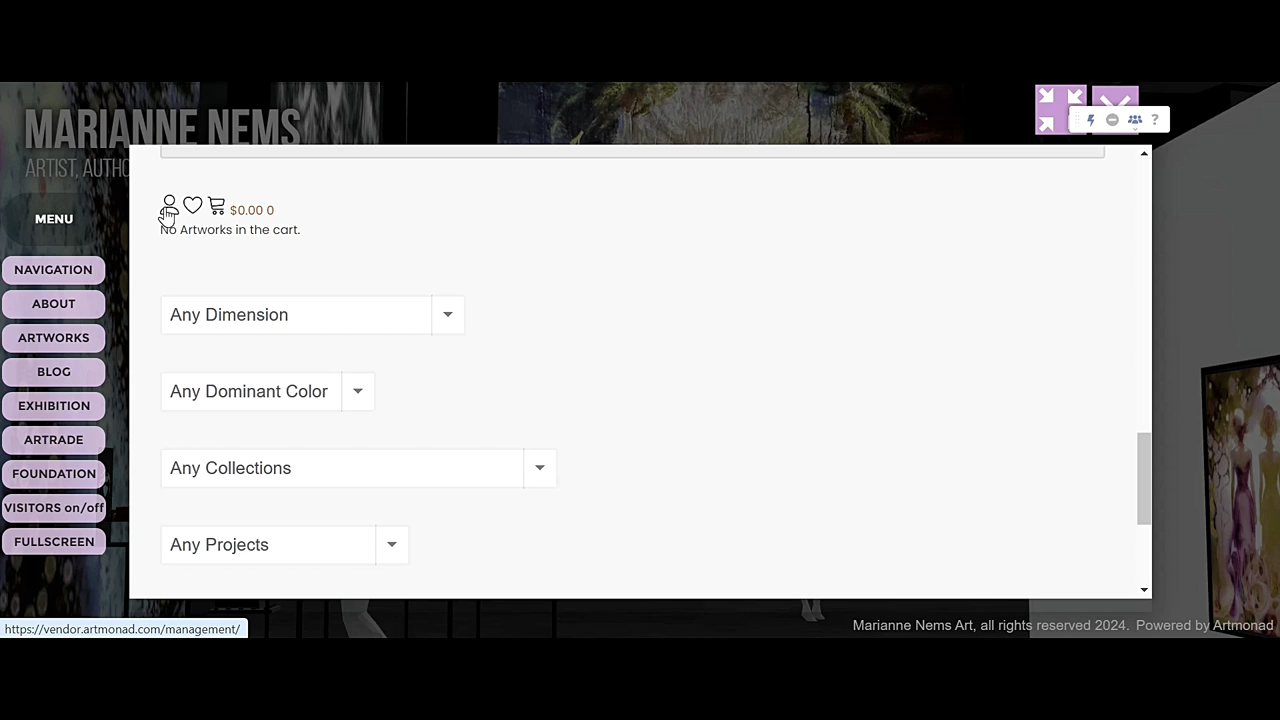 MARIANNE NEMS
ARTIST, AUTHO
MENU
NAVIGATION
ABOUT
ARTWORKS
BLOG
EXHIBITION
ARTRADE
FOUNDATION
VISITORS on/off
FULLSCREEN
?
$0.00 0
No Artworks in the cart.
Any Dimension
Any Dominant Color
Any Collections
Any Projects
https://vendor.artmonad.com/management/
Marianne Nems Art, all rights reserved 2024. Powered by Artmonad